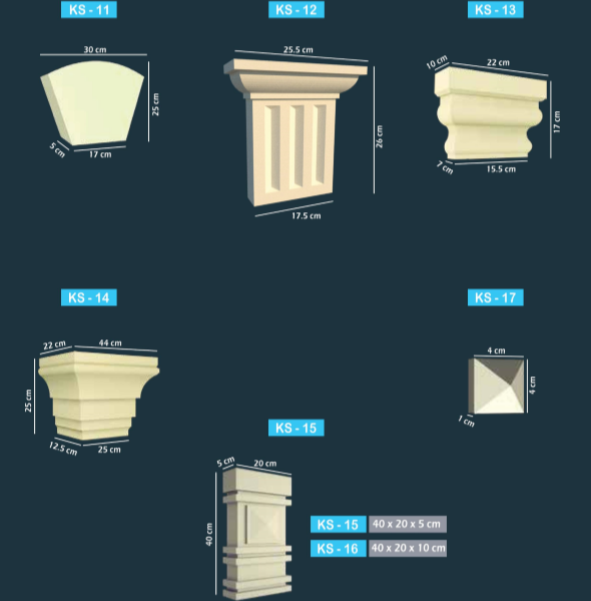 KS - 11
KS - 12
KS - 13
30 cm
25 cm
5 cm
17 cm
25.5 cm
26 cm
17.5 cm
10 cm
22 cm
17 cm
7 cm
15.5 cm
KS - 14
KS - 17
22 cm
44 cm
25 cm
12.5 cm
25 cm
4 cm
4 cm
1 cm
KS - 15
5 cm
20 cm
40 cm
KS - 15 40 x 20 x 5 cm
KS - 16 40 x 20 x 10 cm